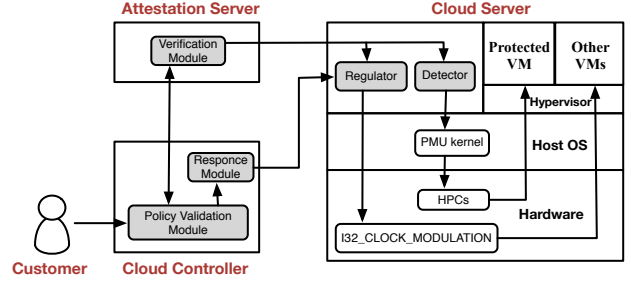 Attestation Server
Cloud Server
Verification
Module
Regulator
Detector
Protected
VM
Other
VMs
Hypervisor
PMU kernel
Host OS
Responce
Module
HPCs
Hardware
Policy Validation
Module
I32_CLOCK_MODULATION
Customer
Cloud Controller